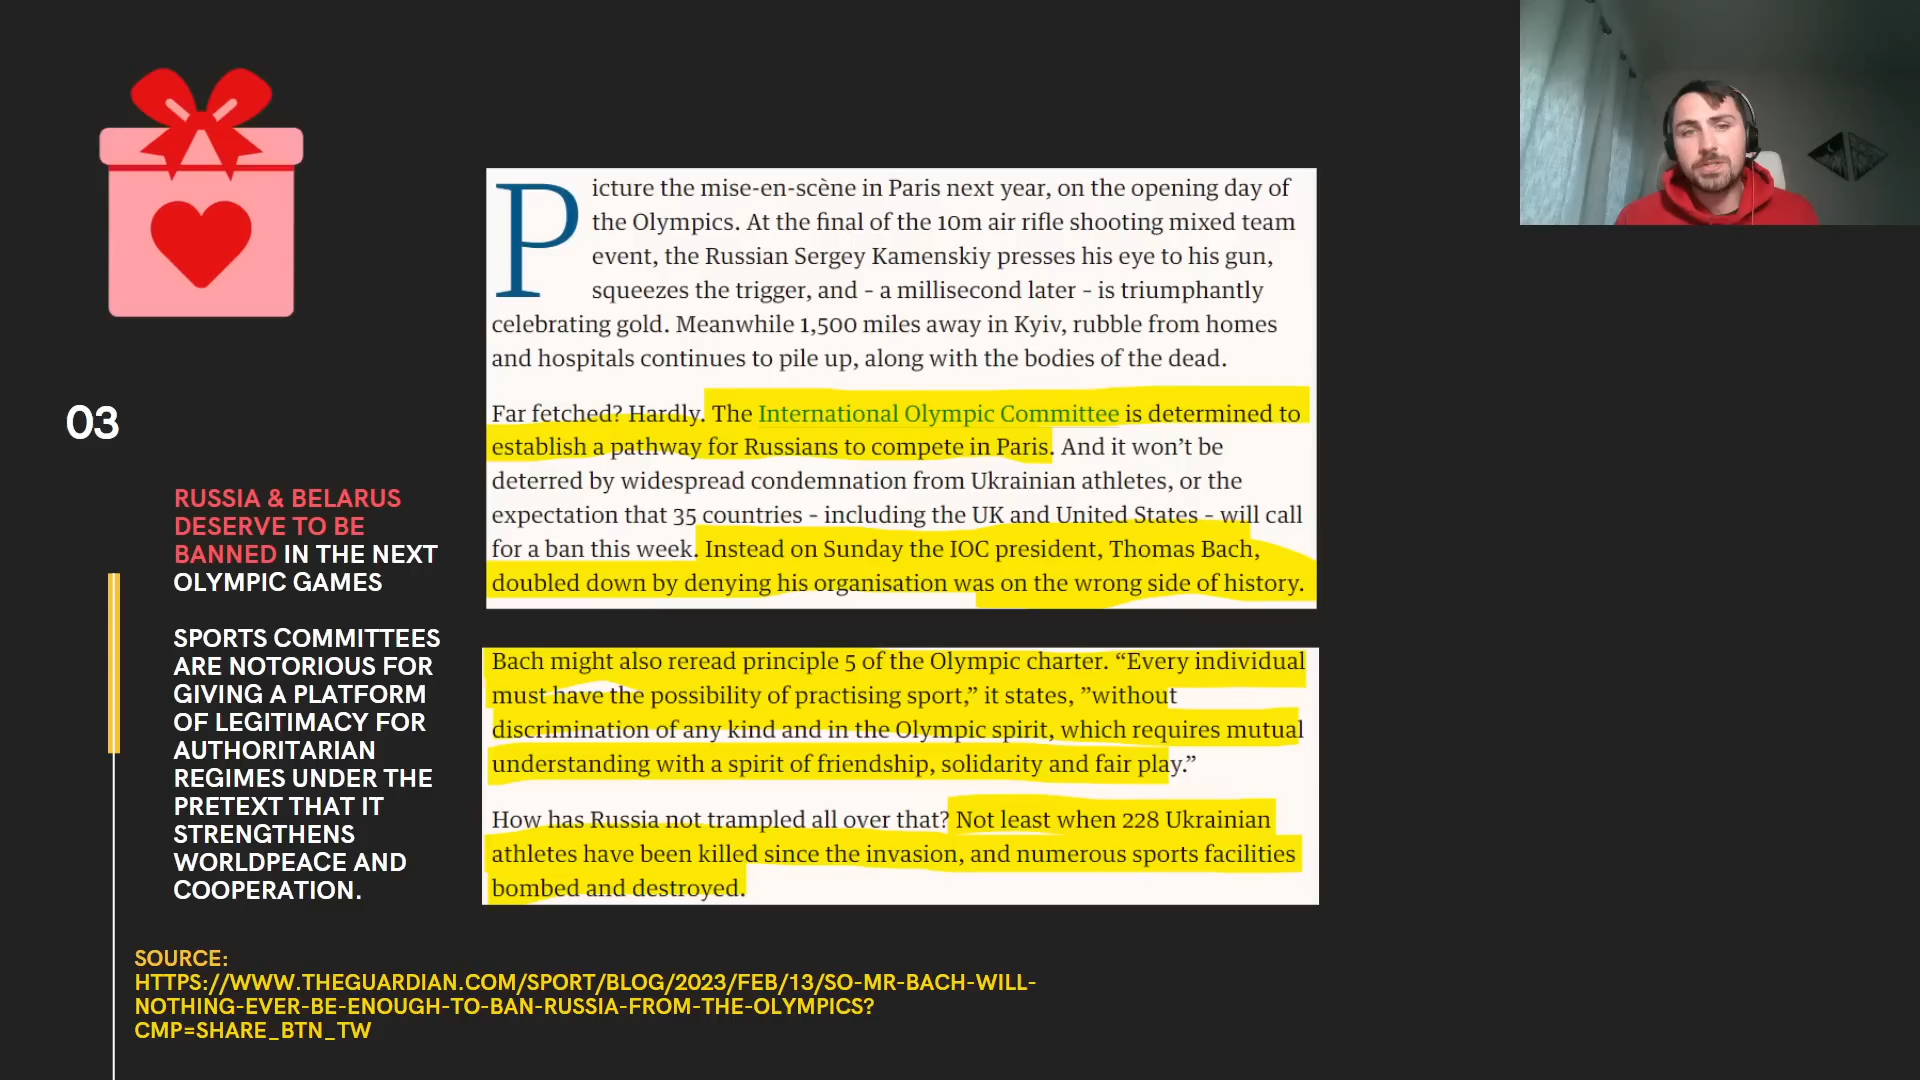 03
RUSSIA & BELARUS
DESERVE TO BE
BANNED IN THE NEXT
OLYMPIC GAMES
SPORTS COMMITTEES
ARE NOTORIOUS FOR
GIVING A PLATFORM
OF LEGITIMACY FOR
AUTHORITARIAN
REGIMES UNDER THE
PRETEXT THAT IT
STRENGTHENS
WORLDPEACE AND
COOPERATION.
Picture the mise-en-scène in Paris next year, on the opening day of
the Olympics. At the final of the 10m air rifle shooting mixed team
event, the Russian Sergey Kamenskiy presses his eye to his gun,
squeezes the trigger, and - a millisecond later - is triumphantly
celebrating gold. Meanwhile 1,500 miles away in Kyiv, rubble from homes
and hospitals continues to pile up, along with the bodies of the dead.
Far fetched? Hardly. The International Olympic Committee is determined to
establish a pathway for Russians to compete in Paris. And it won’t be
deterred by widespread condemnation from Ukrainian athletes, or the
expectation that 35 countries - including the UK and United States - will call
for a ban this week. Instead on Sunday the IOC president, Thomas Bach,
doubled down by denying his organisation was on the wrong side of history.
Bach might also reread principle 5 of the Olympic charter. “Every individual
must have the possibility of practising sport,” it states, ”without
discrimination of any kind and in the Olympic spirit, which requires mutual
understanding with a spirit of friendship, solidarity and fair play.”
How has Russia not trampled all over that? Not least when 228 Ukrainian
athletes have been killed since the invasion, and numerous sports facilities
bombed and destroyed.
SOURCE:
HTTPS://WWW.THEGUARDIAN.COM/SPORT/BLOG/2023/FEB/13/SO-MR-BACH-WILL-
NOTHING-EVER-BE-ENOUGH-TO-BAN-RUSSIA-FROM-THE-OLYMPICS?
CMP=SHARE_BTN_TW